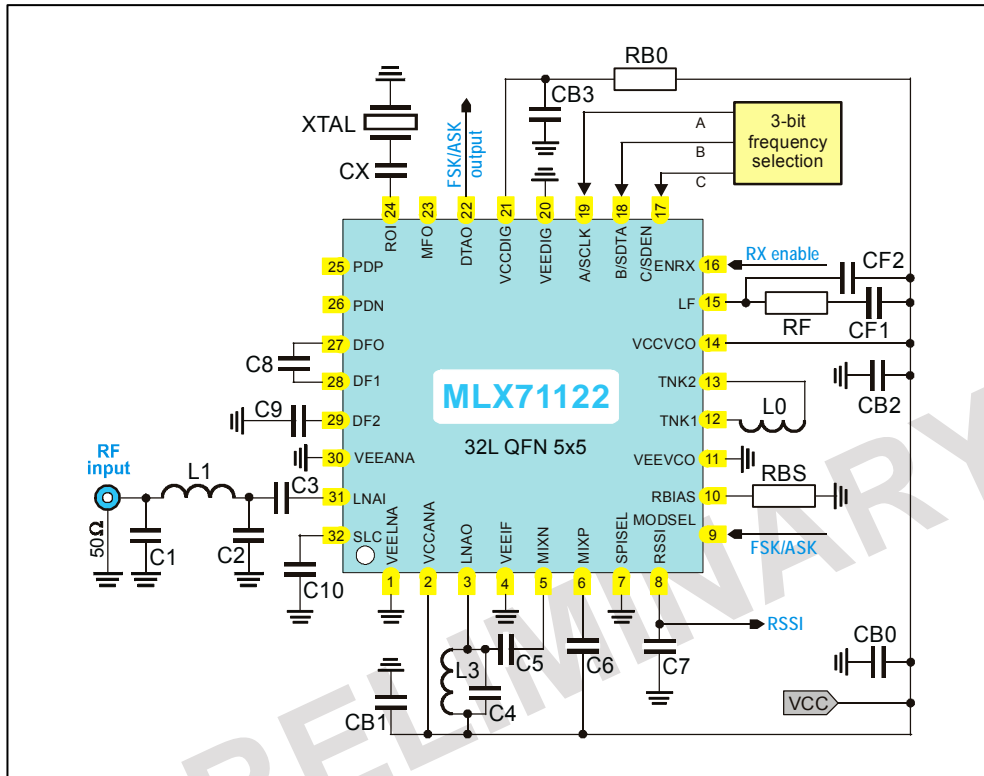 RB0
CB3
XTAL
CX
FSK/ASK
output
A
B
C
3-bit
frequency
selection
24
23
22
21
20
19
18
17
ROI
MFO
DTAO
VCCDIG
VEEDIG
A/SCLK
B/SDTA
C/SDEN
25 PDP
26 PDN
27 DFO
28 DF1
29 DF2
30 VEEANA
31 LNAI
32 SLC
C8
C9
RF
input
50Ω
L1
C3
C1
C2
C10
MLX71122
32L QFN 5x5
ENRX 16
RX enable
LF 15
CF2
RF
CF1
VCCVCO 14
TNK2 13
CB2
L0
TNK1 12
VEEVCO 11
RBIAS 10
RBS
MODSEL 9
FSK/ASK
VEELNA
VCCANA
LNAO
VEEIF
MIXN
MIXP
SPISEL
RSSI
1
2
3
4
5
6
7
8
RSSI
CB1
L3
C4
C5
C6
C7
CB0
VCC
PRELIMINARY